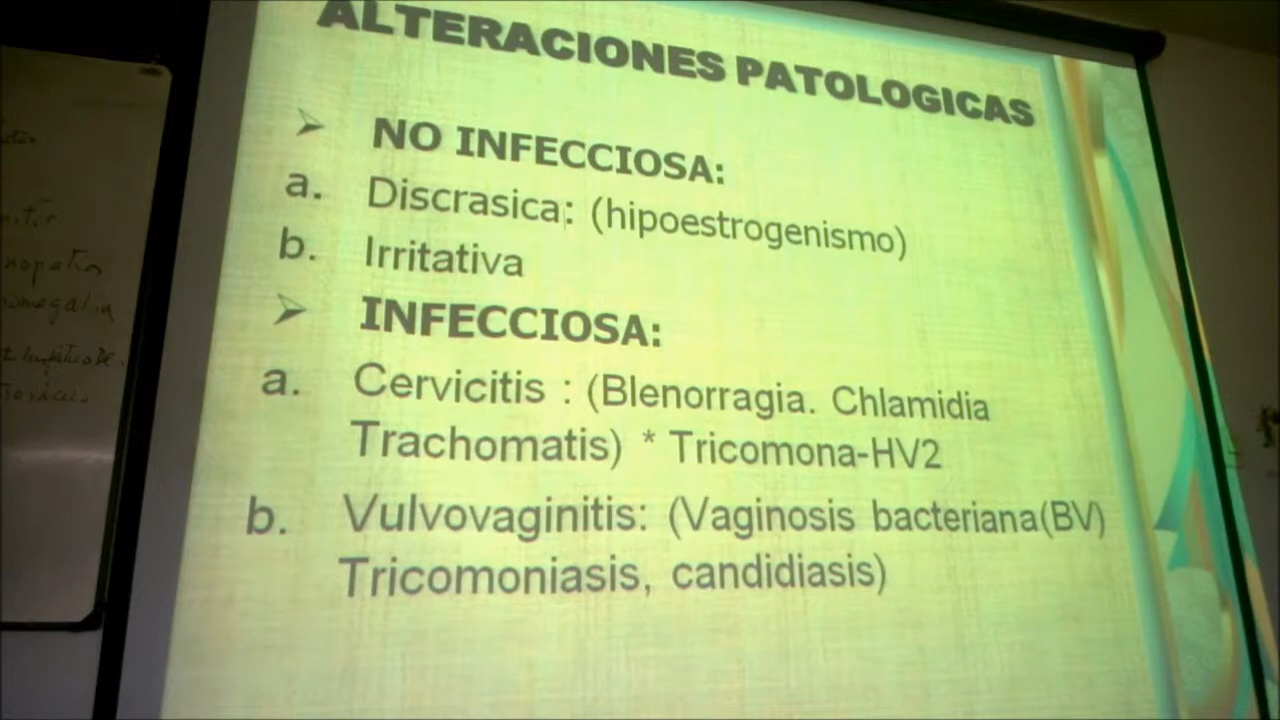 ALTERACIONES PATOLOGICAS
➢ NO INFECCIOSA:
a. Discrasica: (hipoestrogenismo)
b. Irritativa
➢ INFECCIOSA:
a. Cervicitis : (Blenorragia. Chlamidia
Trachomatis) * Tricomona-HV2
b. Vulvovaginitis: (Vaginosis bacteriana(BV)
Tricomoniasis, candidiasis)